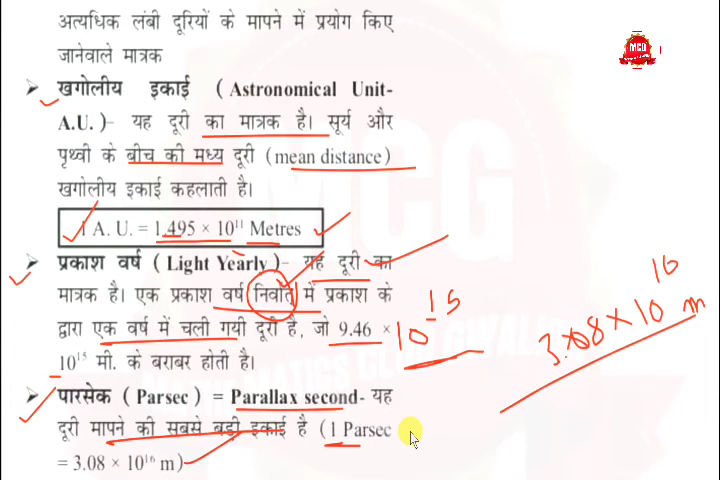 अत्यधिक लंबी दूरियों के मापने में प्रयोग किए
जानेवाले मात्रक
MCG
➤ खगोलीय इकाई ( Astronomical Unit-
A.U.)- यह दूरी का मात्रक है। सूर्य और
पृथ्वी के बीच की मध्य दूरी (mean distance)
खगोलीय इकाई कहलाती है।
1 A. U. = 1.495 × 10¹¹ Metres
➤ प्रकाश वर्ष ( Light Yearly )- यह दूरी का
मात्रक है। एक प्रकाश वर्ष निर्वात् में प्रकाश के
द्वारा एक वर्ष में चली गयी दूरी है, जो 9.46 ×
10¹⁵ मी. के बराबर होती है।
10¹⁵
3.08 × 10¹⁶ m
➤ पारसेक (Parsec) = Parallax second- यह
दूरी मापने की सबसे बड़ी इकाई है (1 Parsec
= 3.08 × 10¹⁶ m)